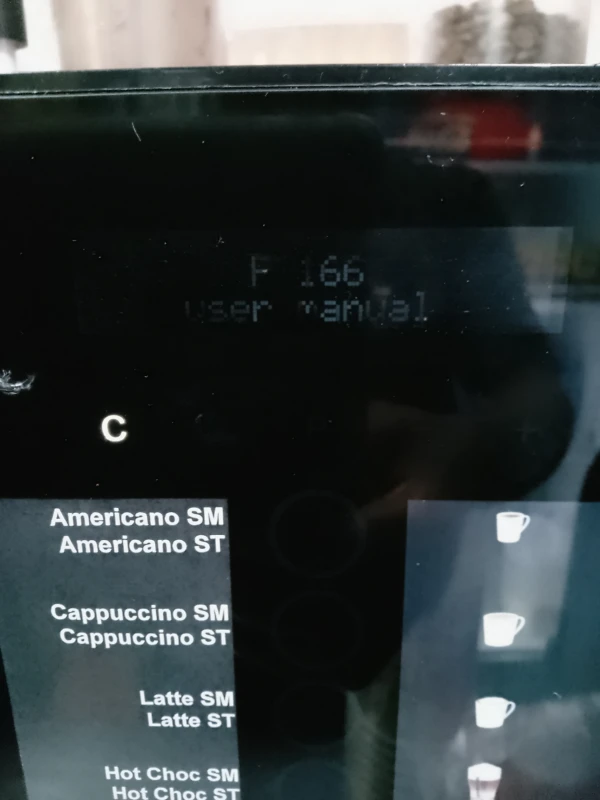 F 166
user manual
C
Americano SM
Americano ST
Cappuccino SM
Cappuccino ST
Latte SM
Latte ST
Hot Choc SM
Hot Choc ST